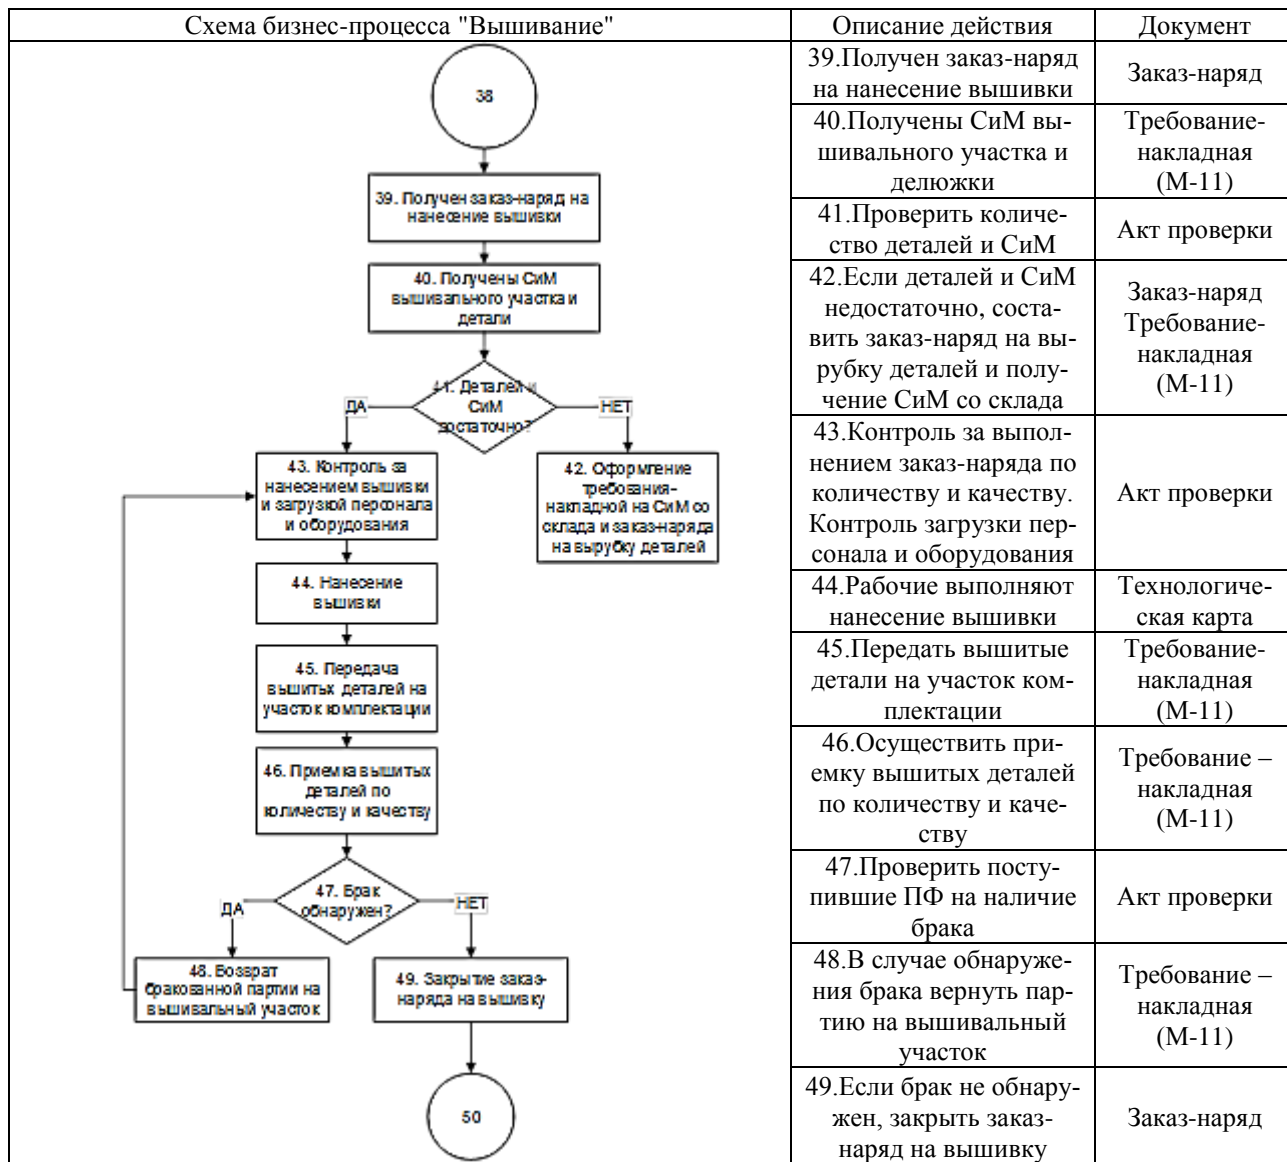 Схема бизнес-процесса "Вышивание"
Описание действия
Документ
38
39. Получен заказ-наряд на
нанесение вышивки
40. Получены СиМ
вышивального участка и
детали
41. Деталей и
СиМ
достаточно?
ДА
НЕТ
43. Контроль за
нанесением вышивки
и загрузкой персонала
и оборудования
42. Оформление
требования-
накладной на СиМ со
склада и заказ-наряда
на вырубку деталей
44. Нанесение
вышивки
45. Передача
вышитых деталей на
участок комплектации
46. Приемка вышитых
деталей по
количеству и качеству
47. Брак
обнаружен?
ДА
НЕТ
48. Возврат
бракованной партии на
вышивальный участок
49. Закрытие заказ-
наряда на вышивку
50
39.Получен заказ-наряд
на нанесение вышивки
Заказ-наряд
40.Получены СиМ вы-
шивального участка и
делюжки
Требование-
накладная
(М-11)
41.Проверить количе-
ство деталей и СиМ
Акт проверки
42.Если деталей и СиМ
недостаточно, соста-
вить заказ-наряд на вы-
рубку деталей и полу-
чение СиМ со склада
Заказ-наряд
Требование-
накладная
(М-11)
43.Контроль за выпол-
нением заказ-наряда по
количеству и качеству.
Контроль загрузки пер-
сонала и оборудования
Акт проверки
44.Рабочие выполняют
нанесение вышивки
Технологиче-
ская карта
45.Передать вышитые
детали на участок ком-
плектации
Требование-
накладная
(М-11)
46.Осуществить при-
емку вышитых деталей
по количеству и каче-
ству
Требование –
накладная
(М-11)
47.Проверить посту-
пившие ПФ на наличие
брака
Акт проверки
48.В случае обнаруже-
ния брака вернуть пар-
тию на вышивальный
участок
Требование –
накладная
(М-11)
49.Если брак не обнару-
жен, закрыть заказ-
наряд на вышивку
Заказ-наряд